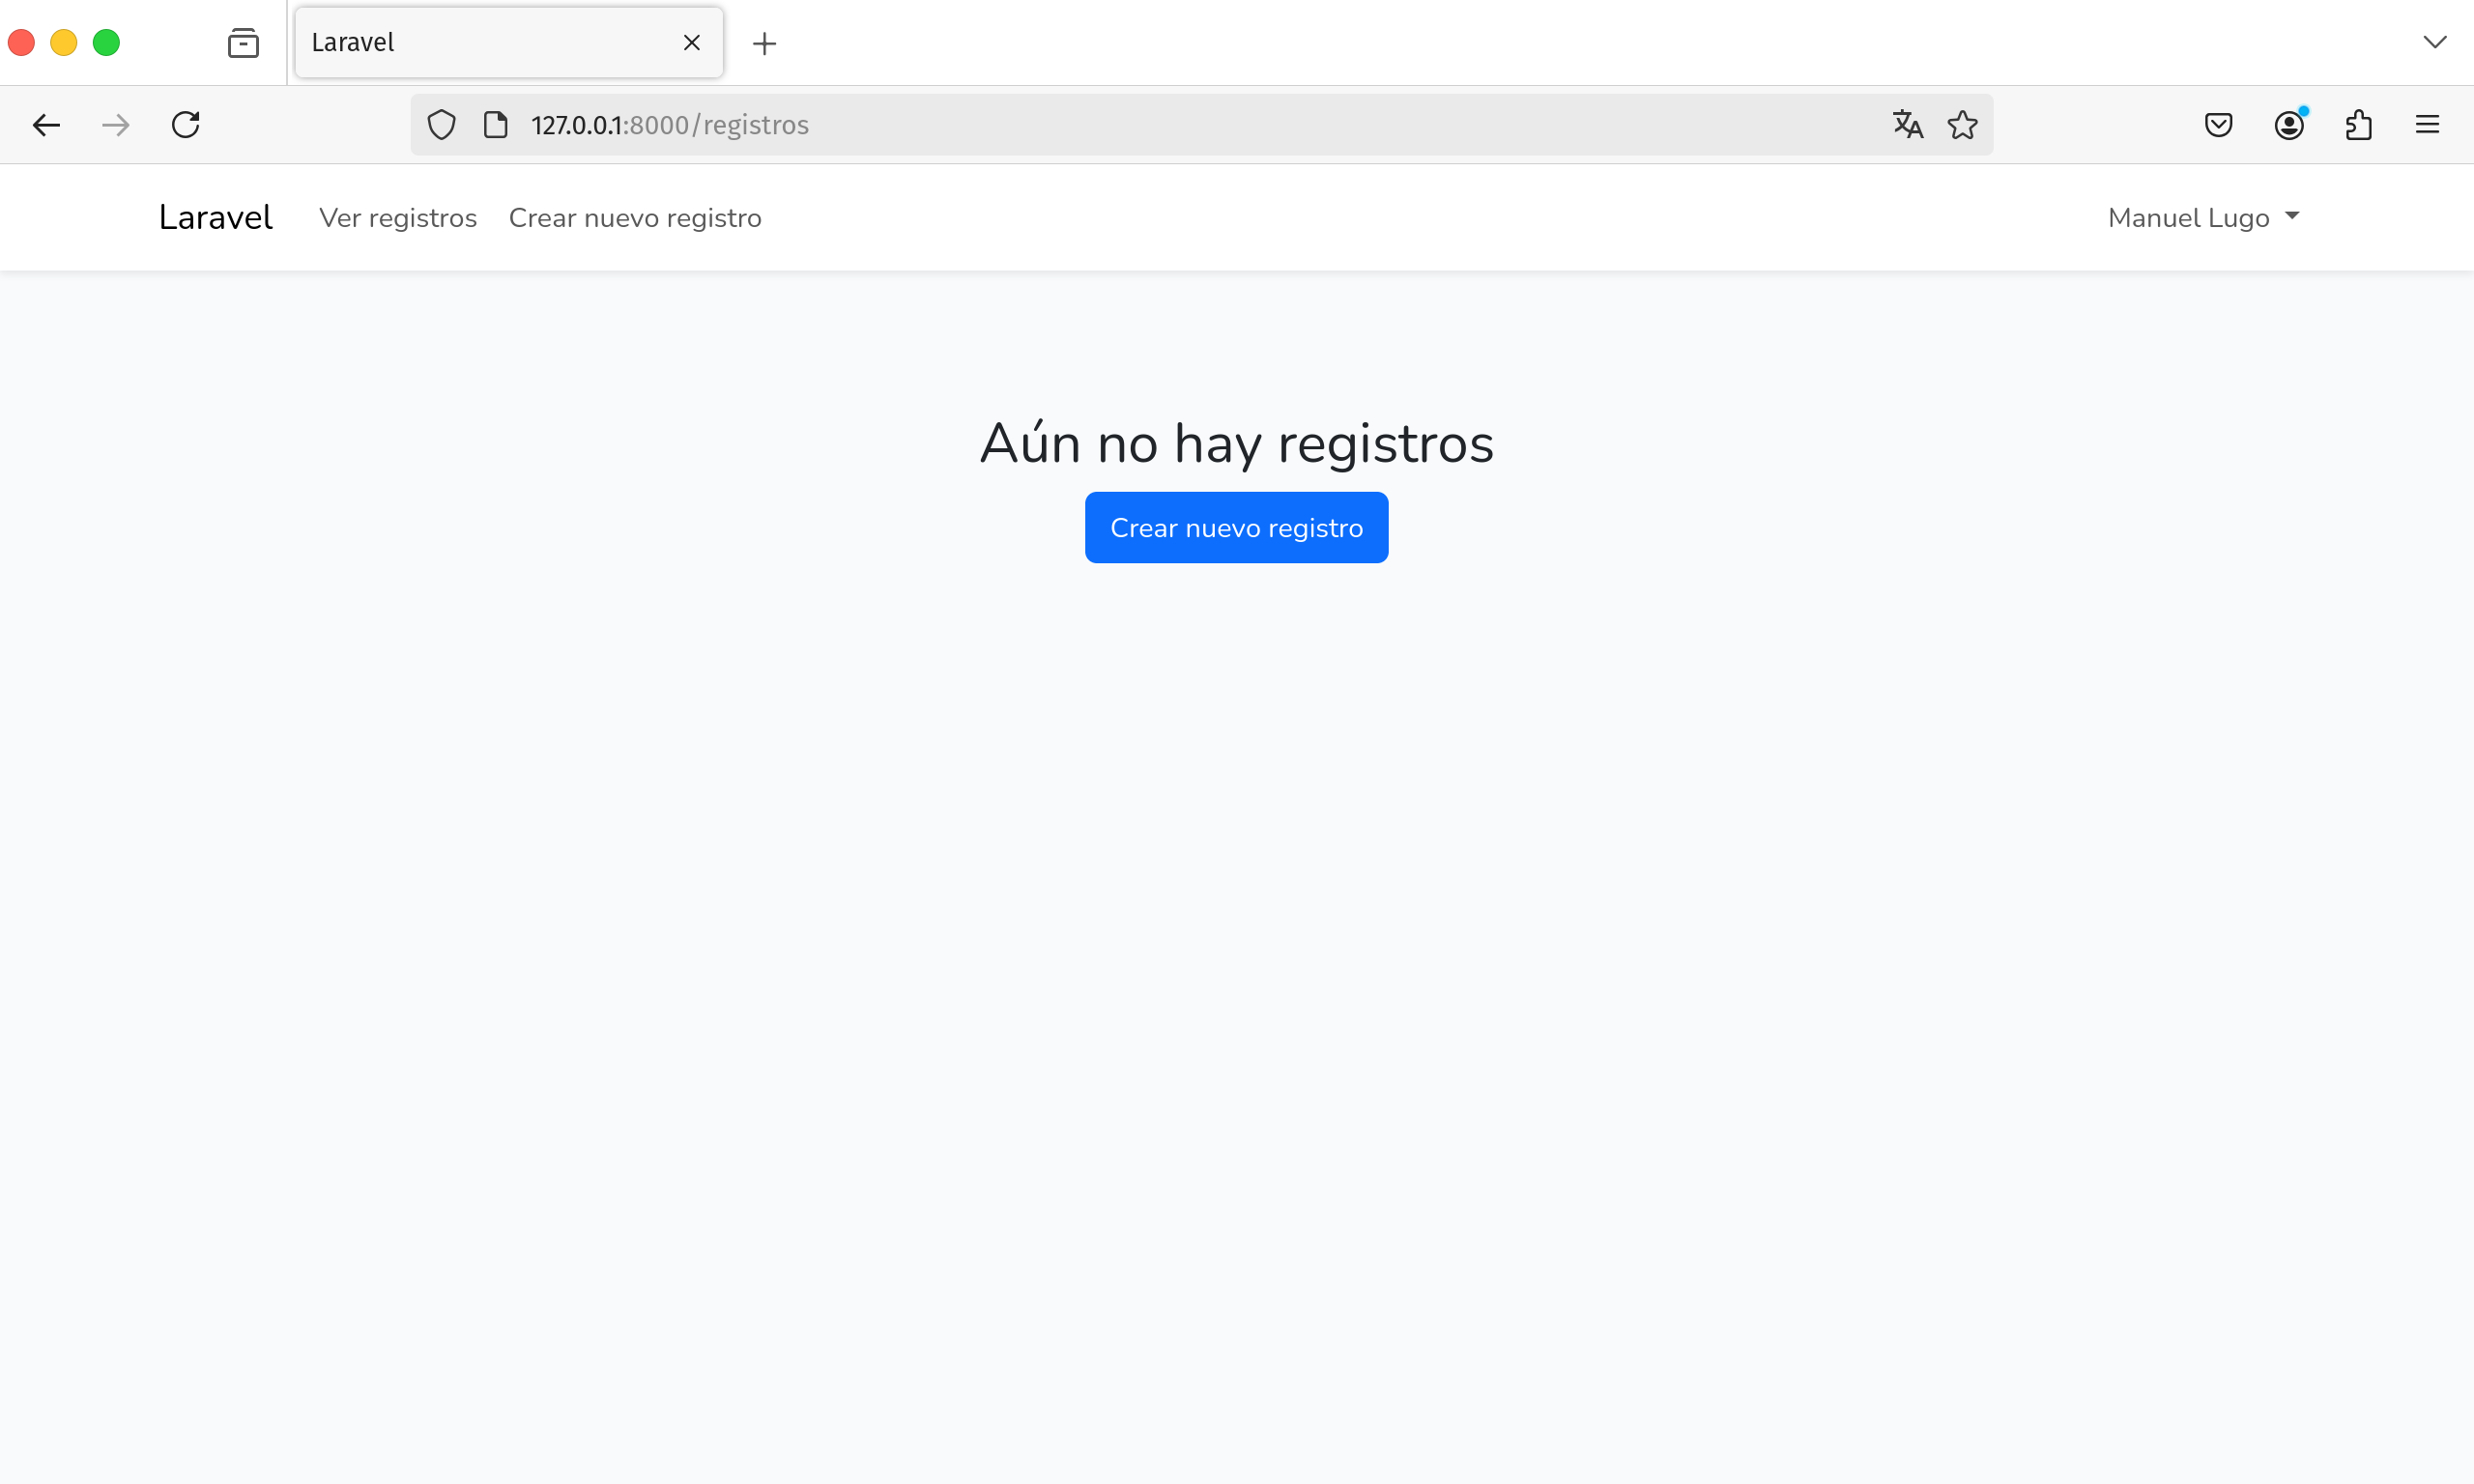 Laravel
127.0.0.1:8000/registros
Laravel Ver registros Crear nuevo registro Manuel Lugo
Aún no hay registros
Crear nuevo registro